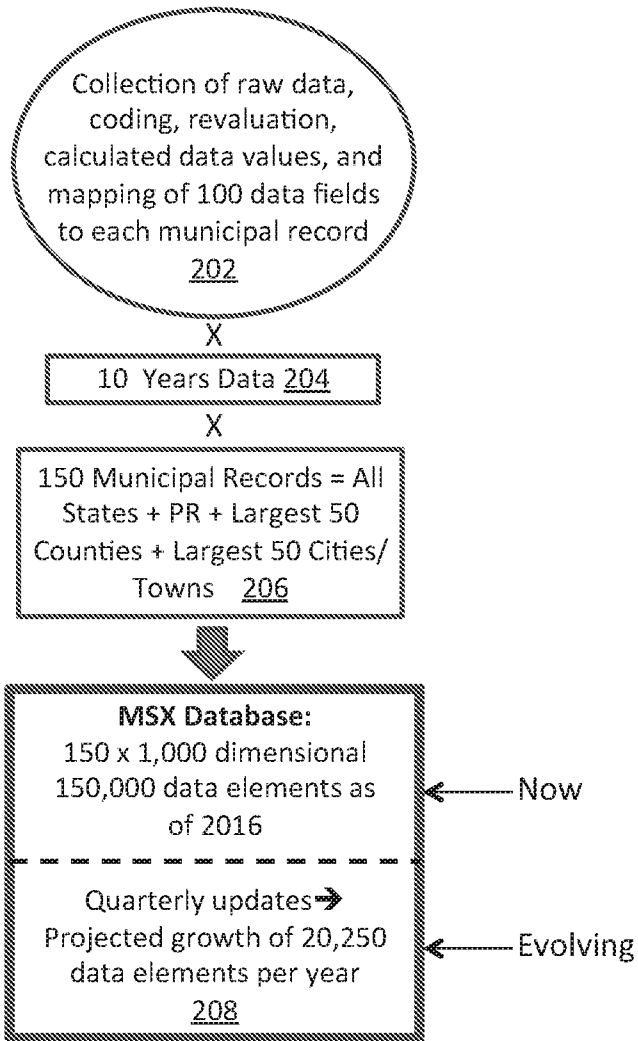 Collection of raw data,
coding, revaluation,
calculated data values, and
mapping of 100 data fields
to each municipal record
202
X
10 Years Data 204
X
150 Municipal Records = All
States + PR + Largest 50
Counties + Largest 50 Cities/
Towns 206
MSX Database:
150 x 1,000 dimensional
150,000 data elements as
of 2016
Now
Quarterly updates→
Projected growth of 20,250
data elements per year
208
Evolving